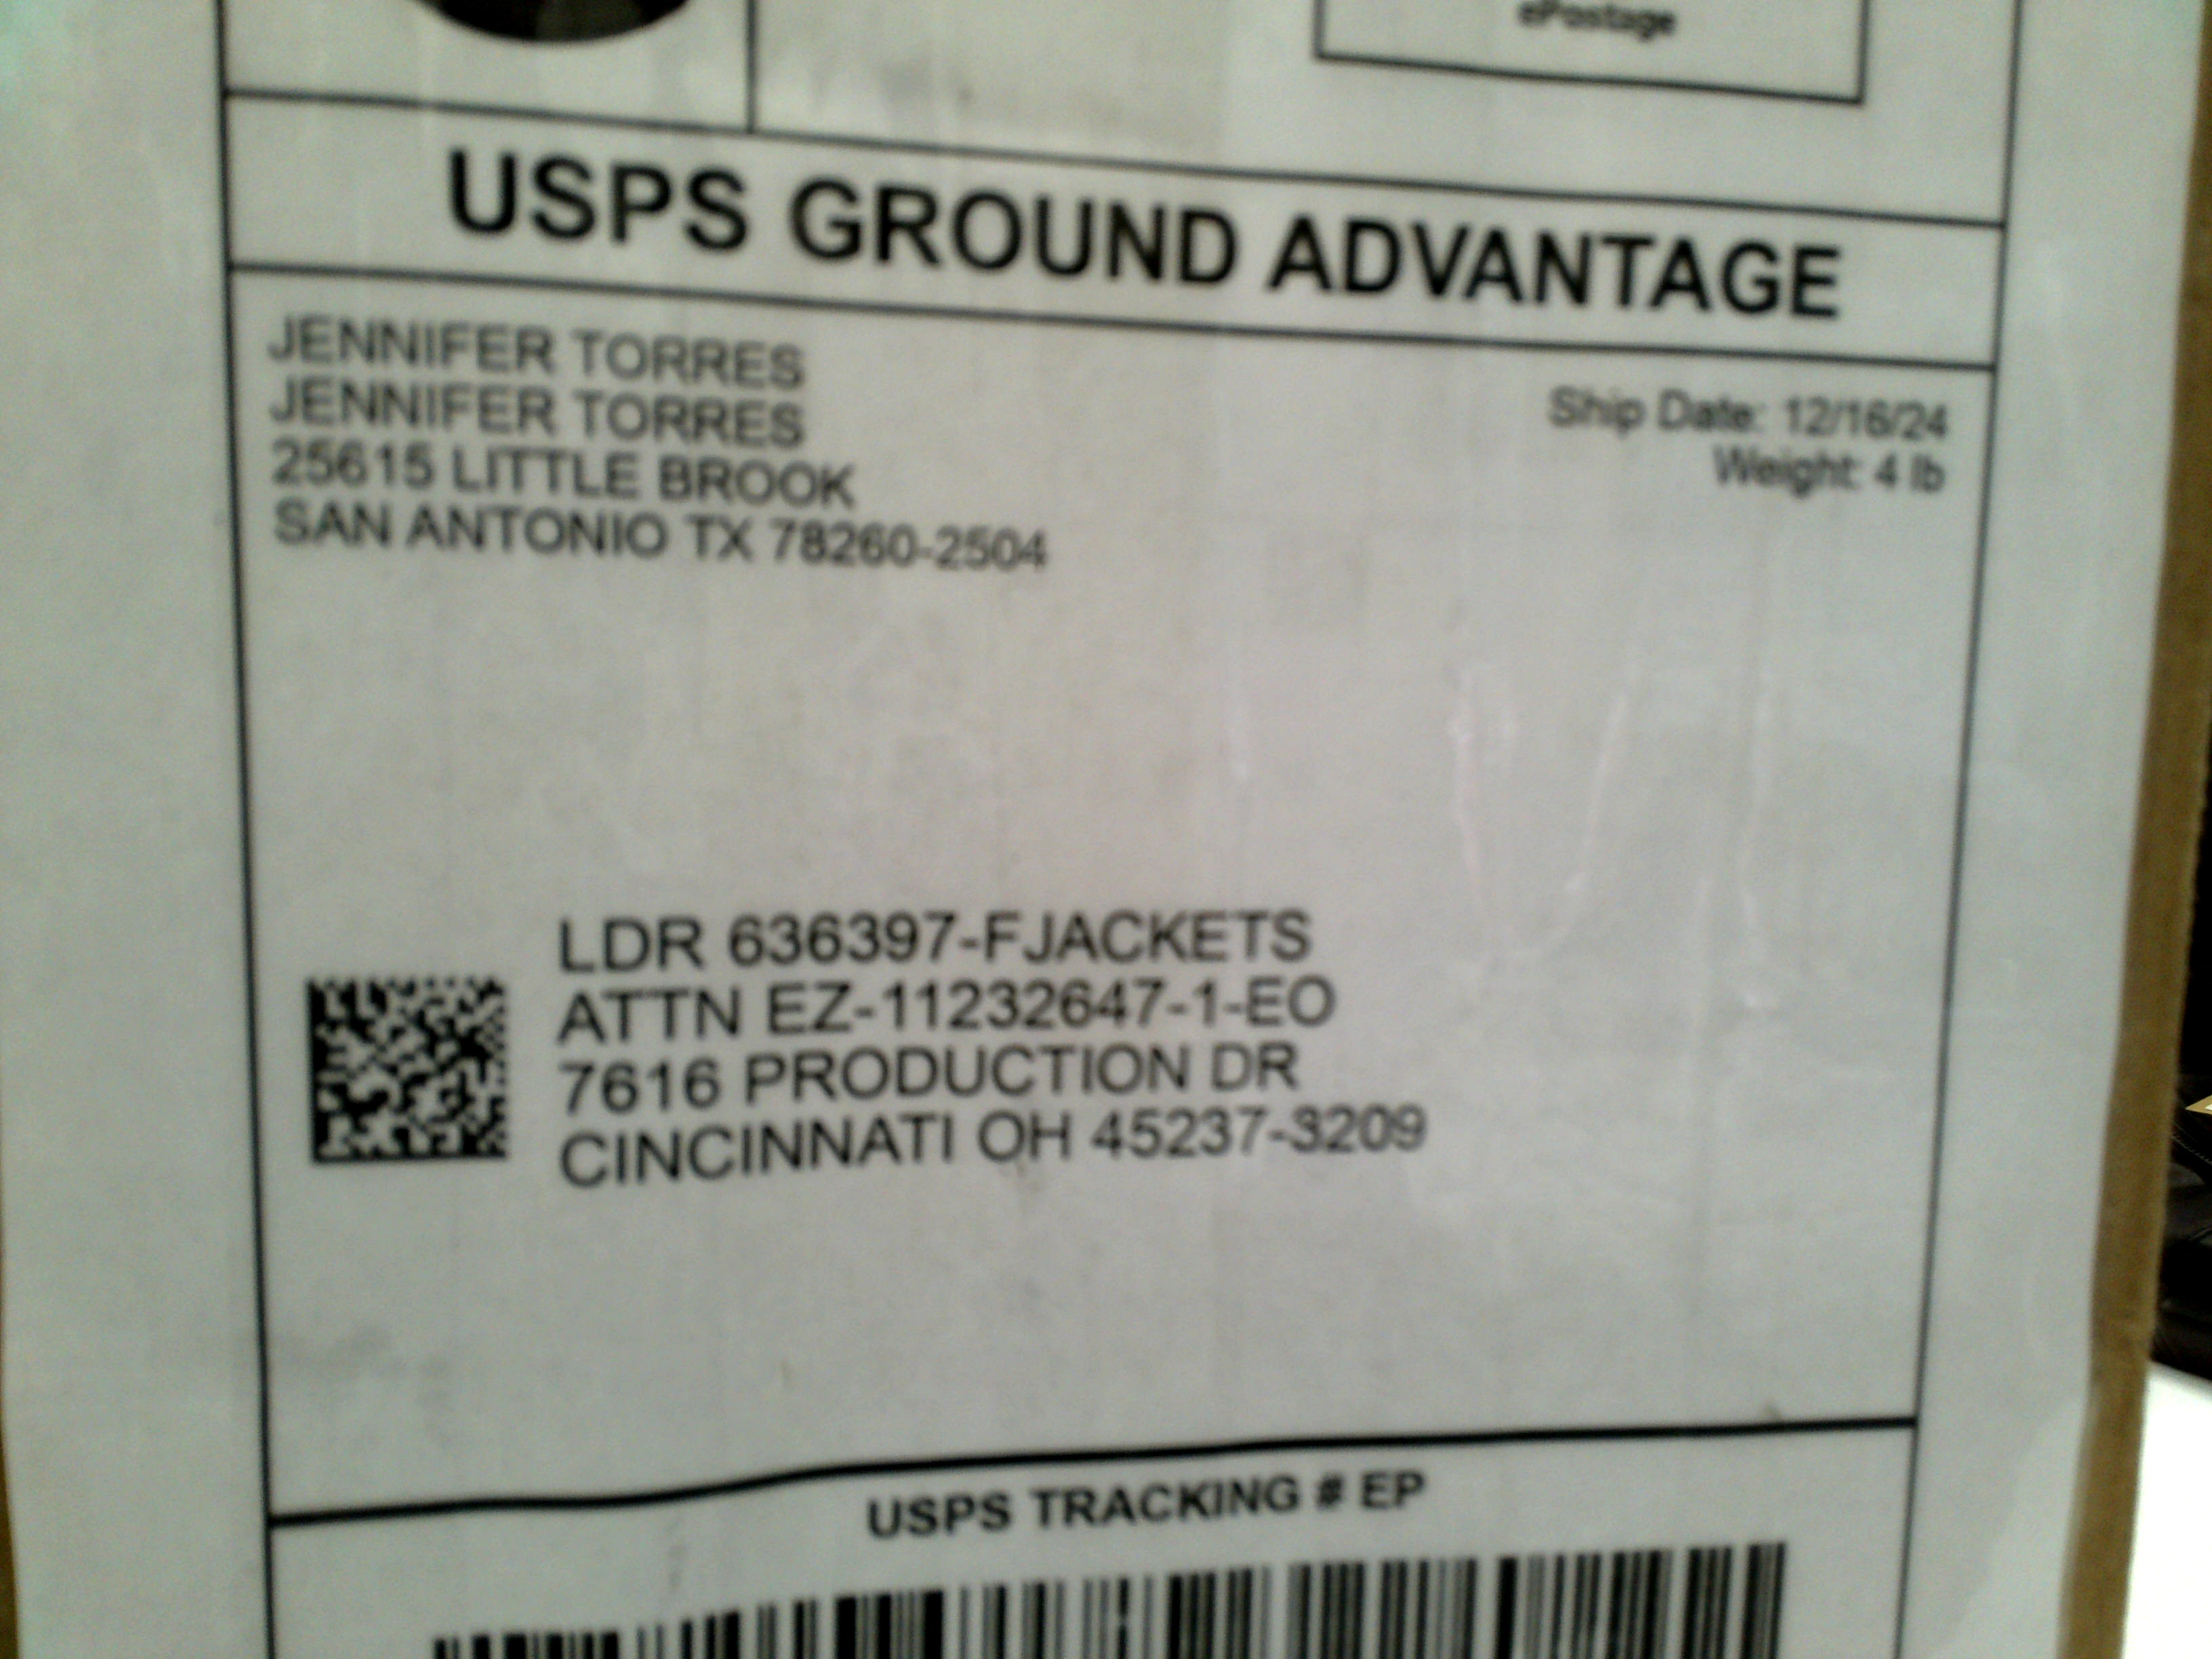 ePostage
USPS GROUND ADVANTAGE
JENNIFER TORRES
JENNIFER TORRES
25615 LITTLE BROOK
SAN ANTONIO TX 78260-2504
Ship Date: 12/16/24
Weight: 4 lb
LDR 636397-FJACKETS
ATTN EZ-11232647-1-EO
7616 PRODUCTION DR
CINCINNATI OH 45237-3209
USPS TRACKING # EP